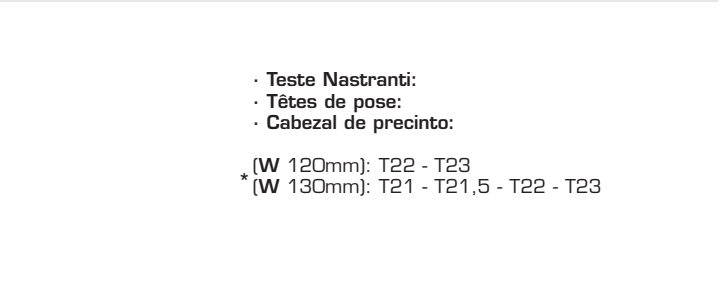 · Teste Nastranti:
· Têtes de pose:
· Cabezal de precinto:
(W 120mm): T22 - T23
* (W 130mm): T21 - T21,5 - T22 - T23